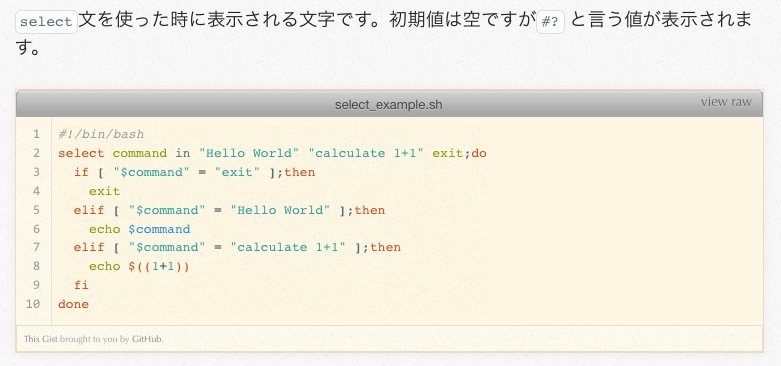 select文を使った時に表示される文字です。初期値は空ですが#? と言う値が表示されま
す。
select_example.sh
view raw
1 #!/bin/bash
2 select command in "Hello World" "calculate 1+1" exit;do
3   if [ "$command" = "exit" ];then
4     exit
5   elif [ "$command" = "Hello World" ];then
6     echo $command
7   elif [ "$command" = "calculate 1+1" ];then
8     echo $((1+1))
9   fi
10 done
This Gist brought to you by GitHub.